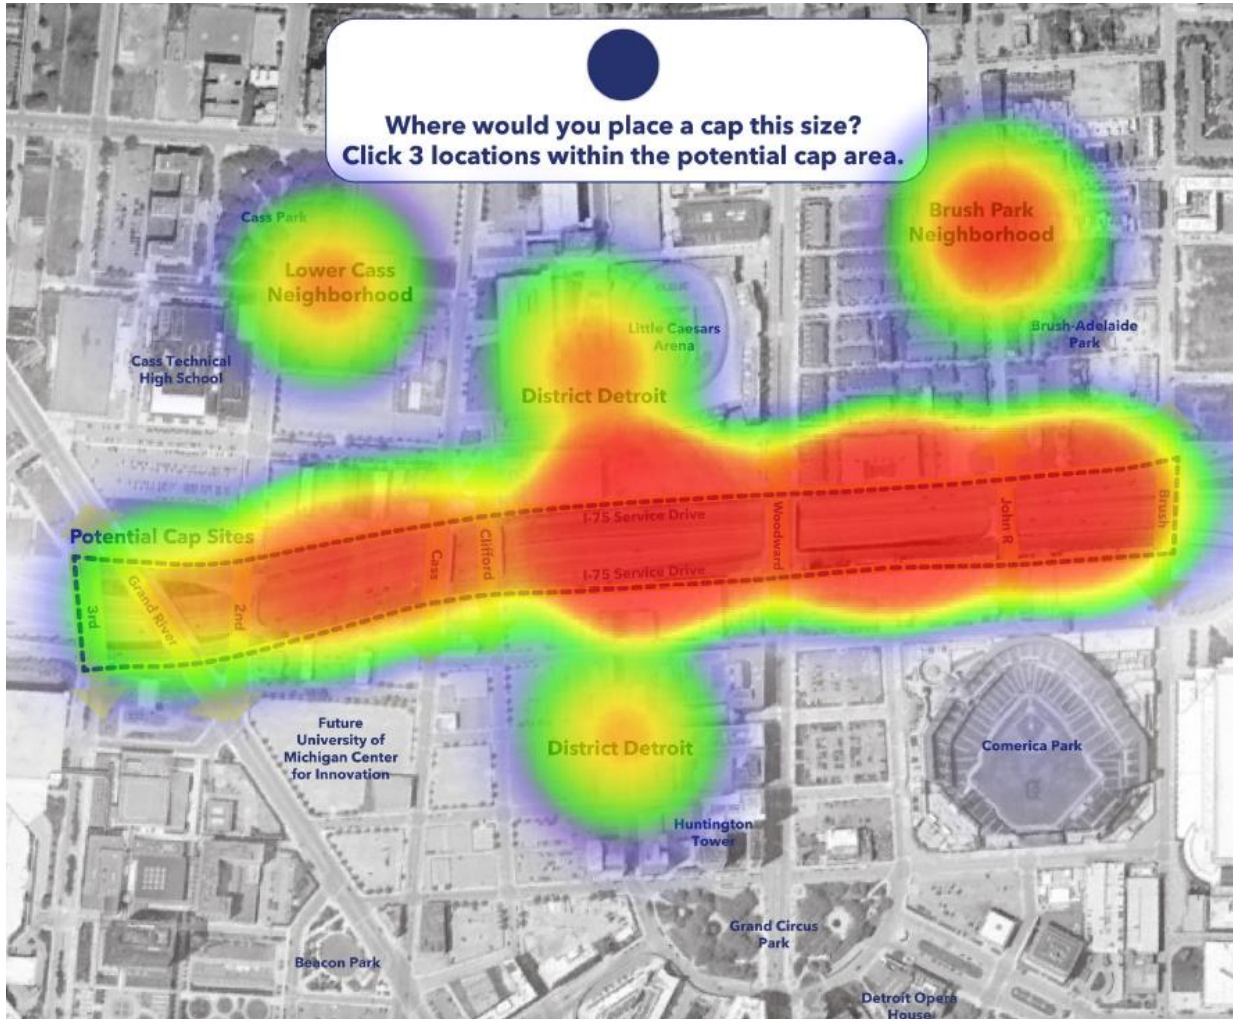 Where would you place a cap this size?
Click 3 locations within the potential cap area.
Cass Park
Brush Park
Neighborhood
Lower Cass
Neighborhood
Little Caesars
Arena
Brush-Adelaide
Park
Cass Technical
High School
District Detroit
Potential Cap Sites
I-75 Service Drive
I-75 Service Drive
3rd
Grand River
2nd
Cass
Clifford
Woodward
John R
Brush
Future
University of
Michigan Center
for Innovation
District Detroit
Comerica Park
Huntington
Tower
Grand Circus
Park
Beacon Park
Detroit Opera
House